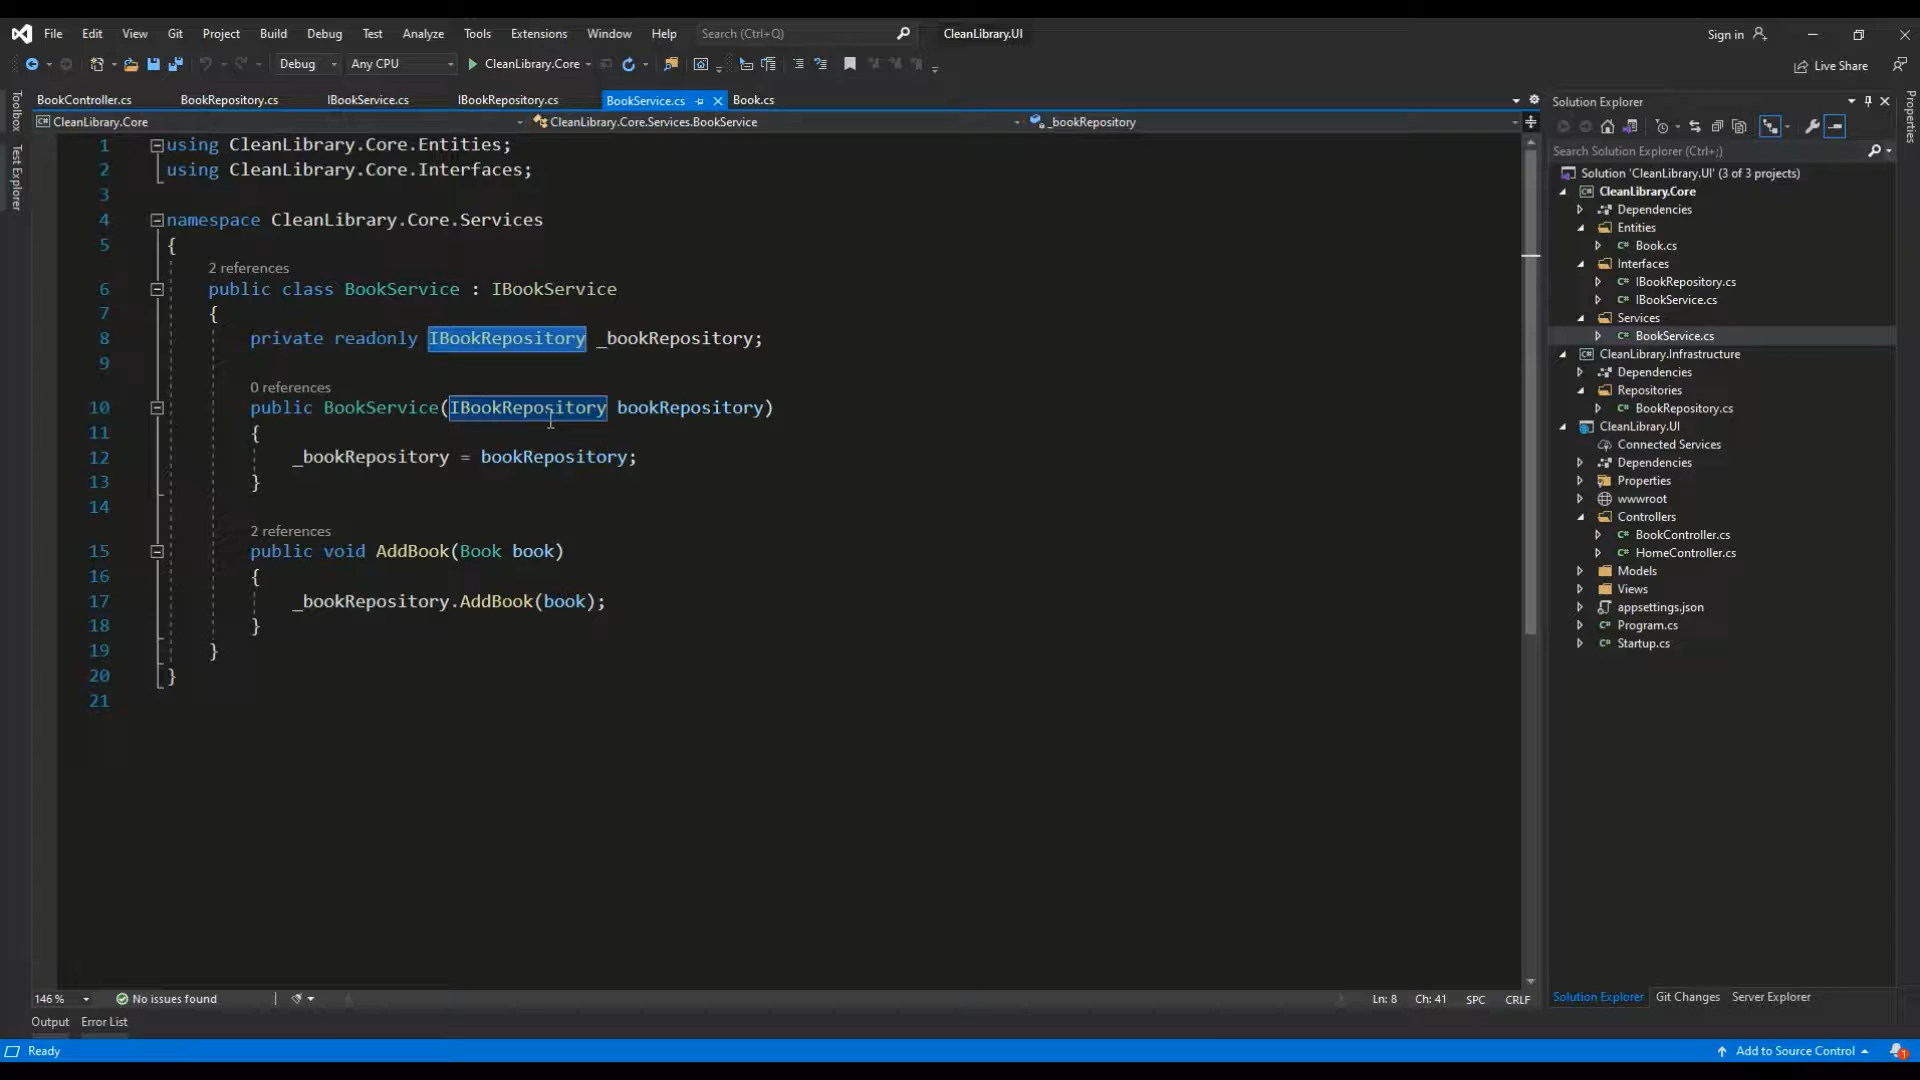 File Edit View Git Project Build Debug Test Analyze Tools Extensions Window Help Search (Ctrl+Q) CleanLibrary.UI Sign in
Debug Any CPU CleanLibrary.Core Live Share
BookController.cs BookRepository.cs IBookService.cs IBookRepository.cs BookService.cs Book.cs
CleanLibrary.Core CleanLibrary.Core.Services.BookService _bookRepository
Toolbox
Test Explorer
1 using CleanLibrary.Core.Entities;
2 using CleanLibrary.Core.Interfaces;
3
4 namespace CleanLibrary.Core.Services
5 {
2 references
6 public class BookService : IBookService
7 {
8 private readonly IBookRepository _bookRepository;
9
0 references
10 public BookService(IBookRepository bookRepository)
11 {
12 _bookRepository = bookRepository;
13 }
14
2 references
15 public void AddBook(Book book)
16 {
17 _bookRepository.AddBook(book);
18 }
19 }
20 }
21
146 % No issues found Ln: 8 Ch: 41 SPC CRLF
Output Error List
Solution Explorer
Search Solution Explorer (Ctrl+;)
Solution 'CleanLibrary.UI' (3 of 3 projects)
C# CleanLibrary.Core
Dependencies
Entities
C# Book.cs
Interfaces
C# IBookRepository.cs
C# IBookService.cs
Services
C# BookService.cs
C# CleanLibrary.Infrastructure
Dependencies
Repositories
C# BookRepository.cs
CleanLibrary.UI
Connected Services
Dependencies
Properties
wwwroot
Controllers
C# BookController.cs
C# HomeController.cs
Models
Views
appsettings.json
C# Program.cs
C# Startup.cs
Solution Explorer Git Changes Server Explorer
Properties
Ready Add to Source Control 1